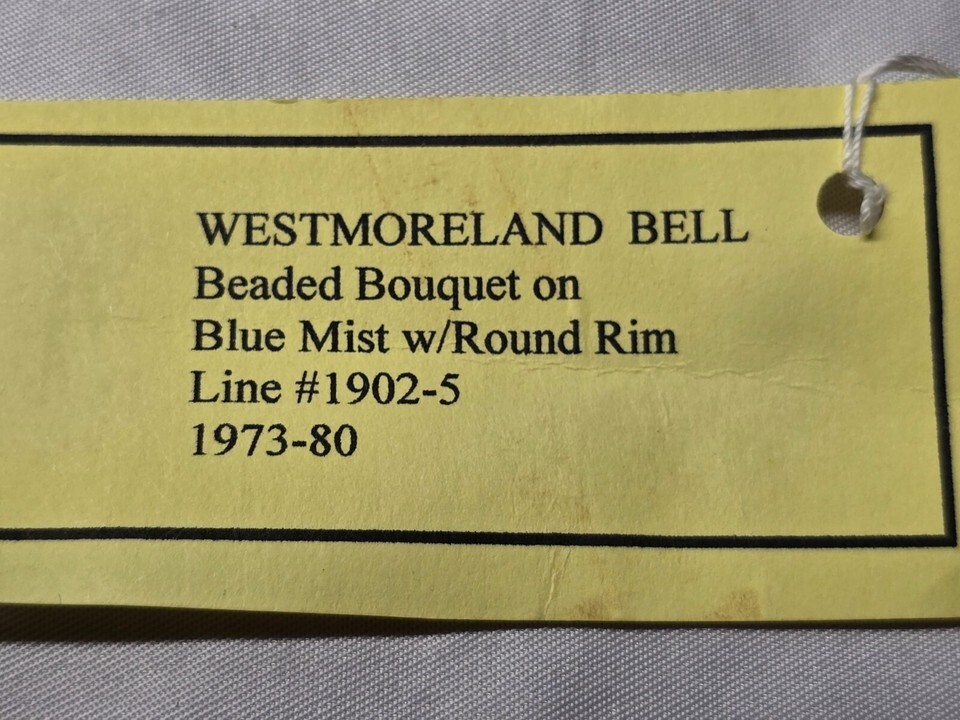 WESTMORELAND BELL
Beaded Bouquet on
Blue Mist w/Round Rim
Line #1902-5
1973-80